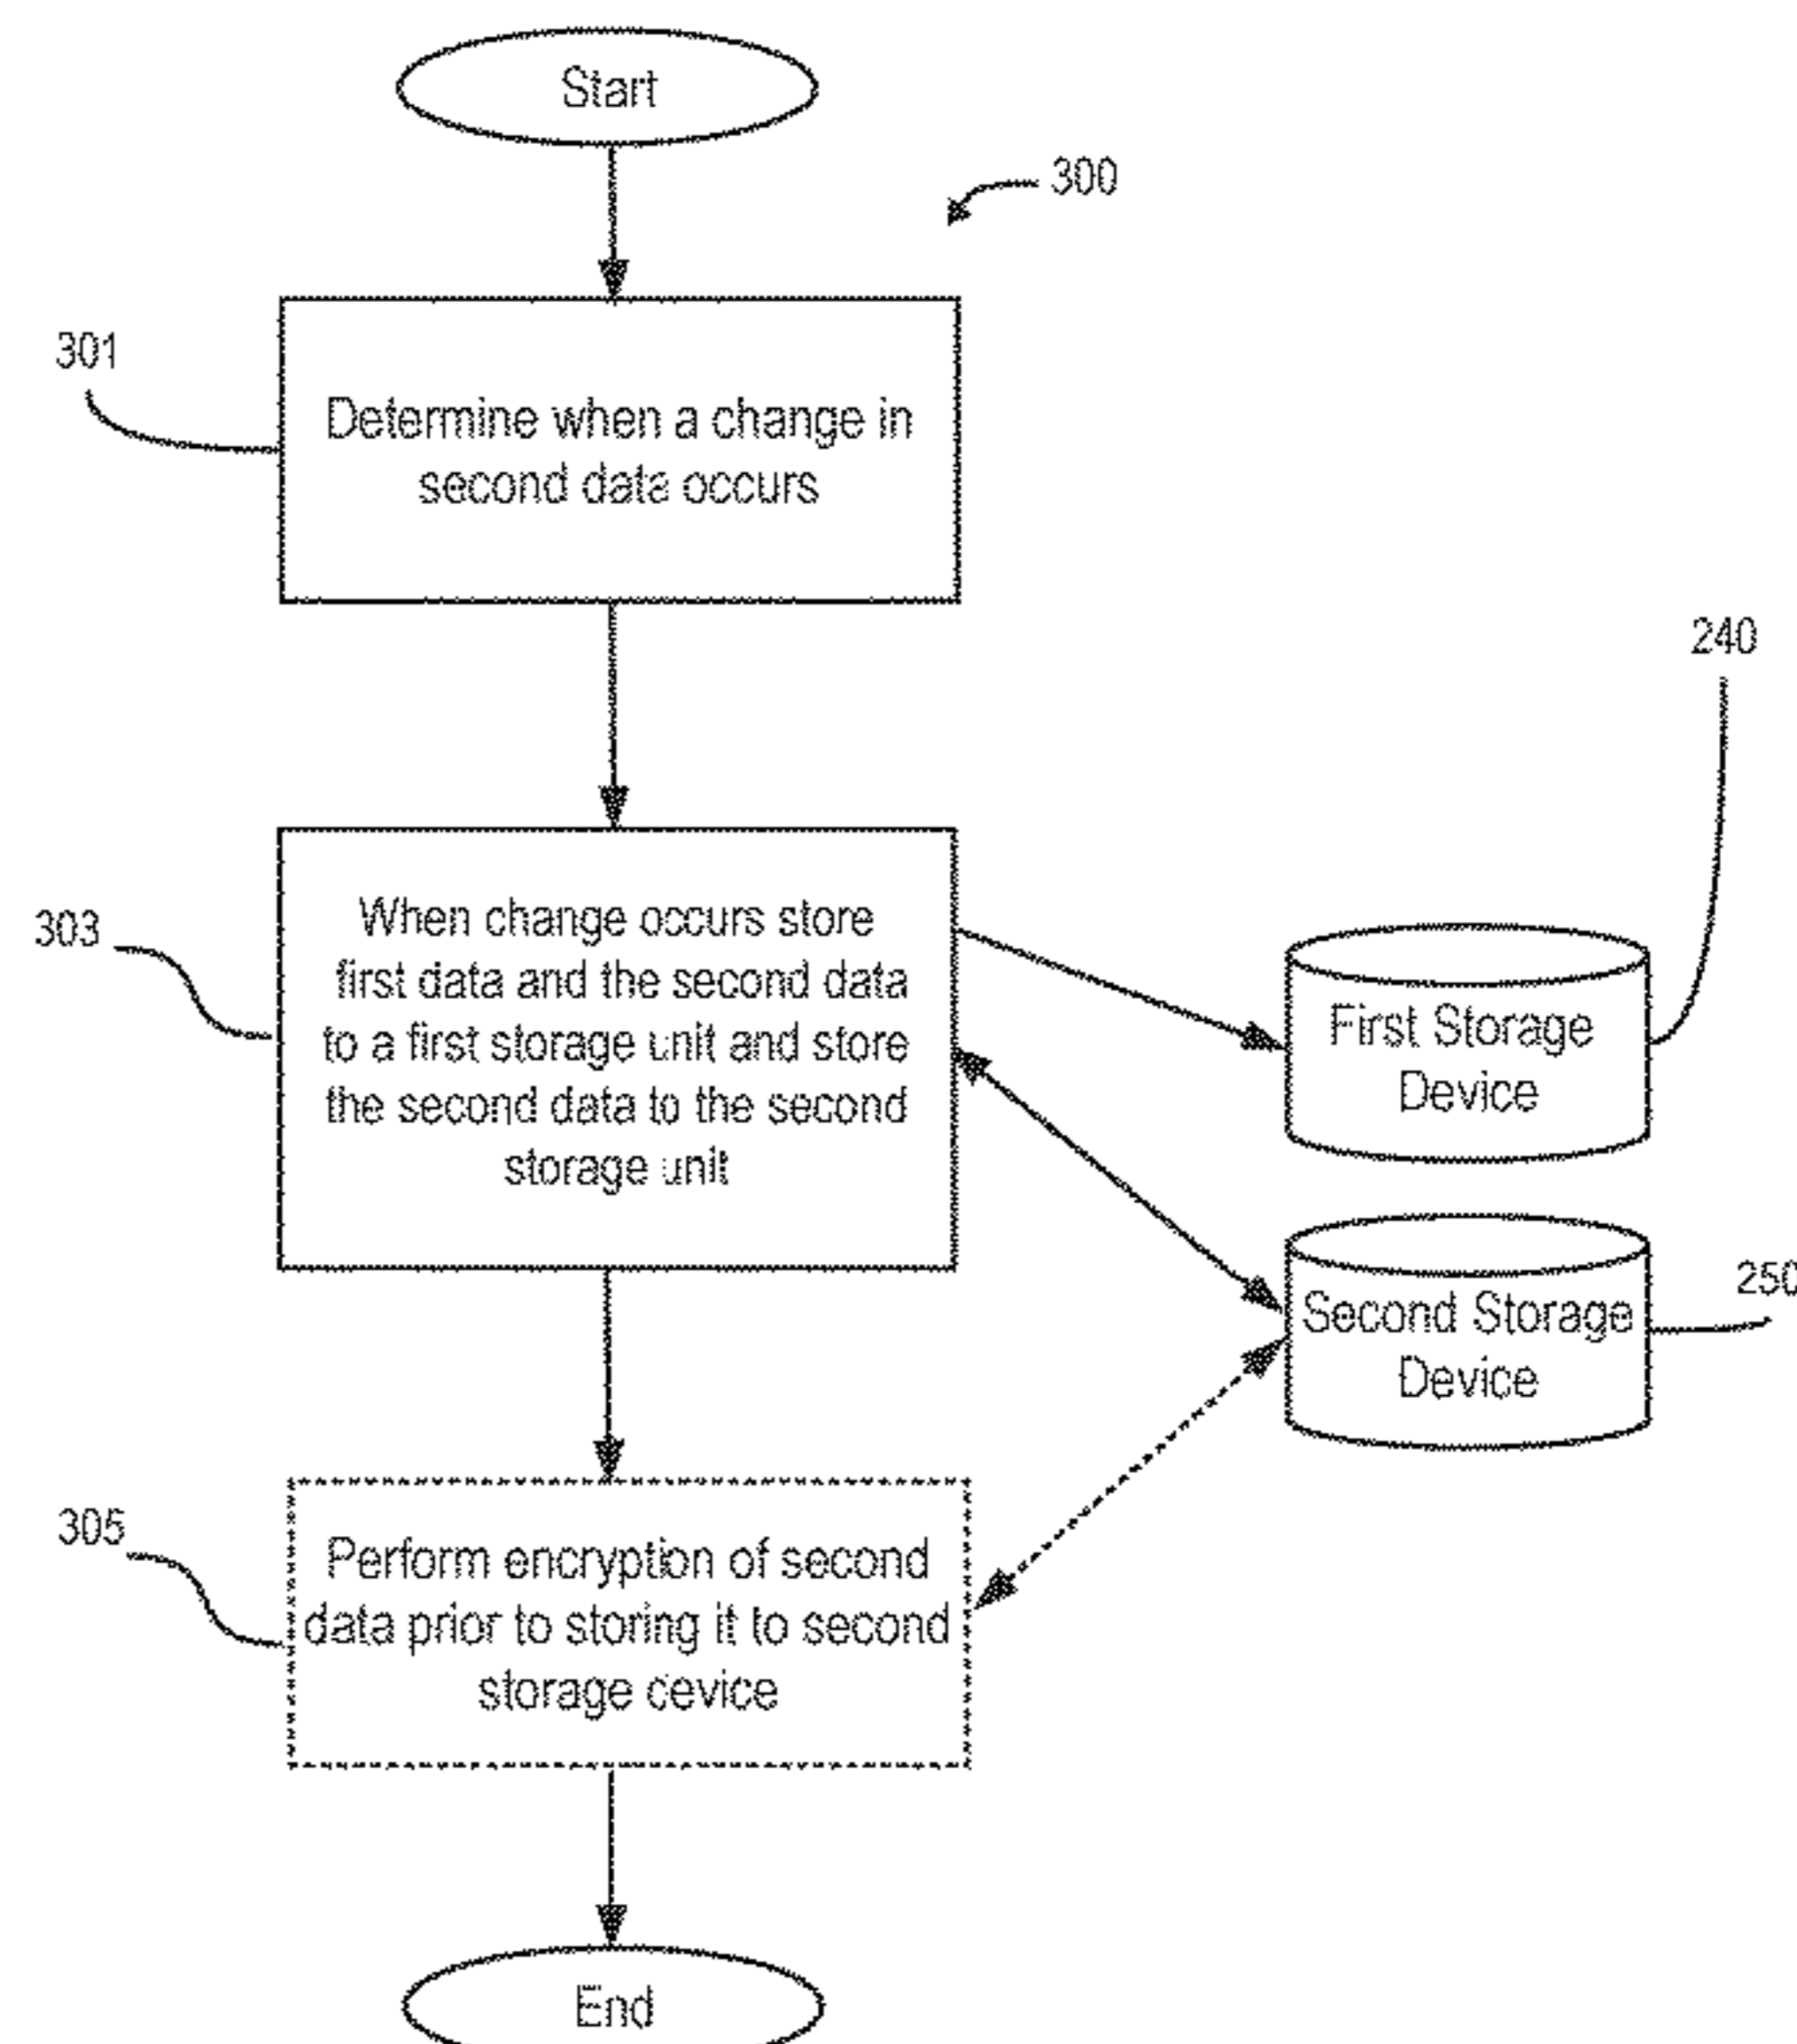 Start
300
301
Determine when a change in
second data occurs
240
303
When change occurs store
first data and the second data
to a first storage unit and store
the second data to the second
storage unit
First Storage
Device
250
Second Storage
Device
305
Perform encryption of second
data prior to storing it to second
storage device
End